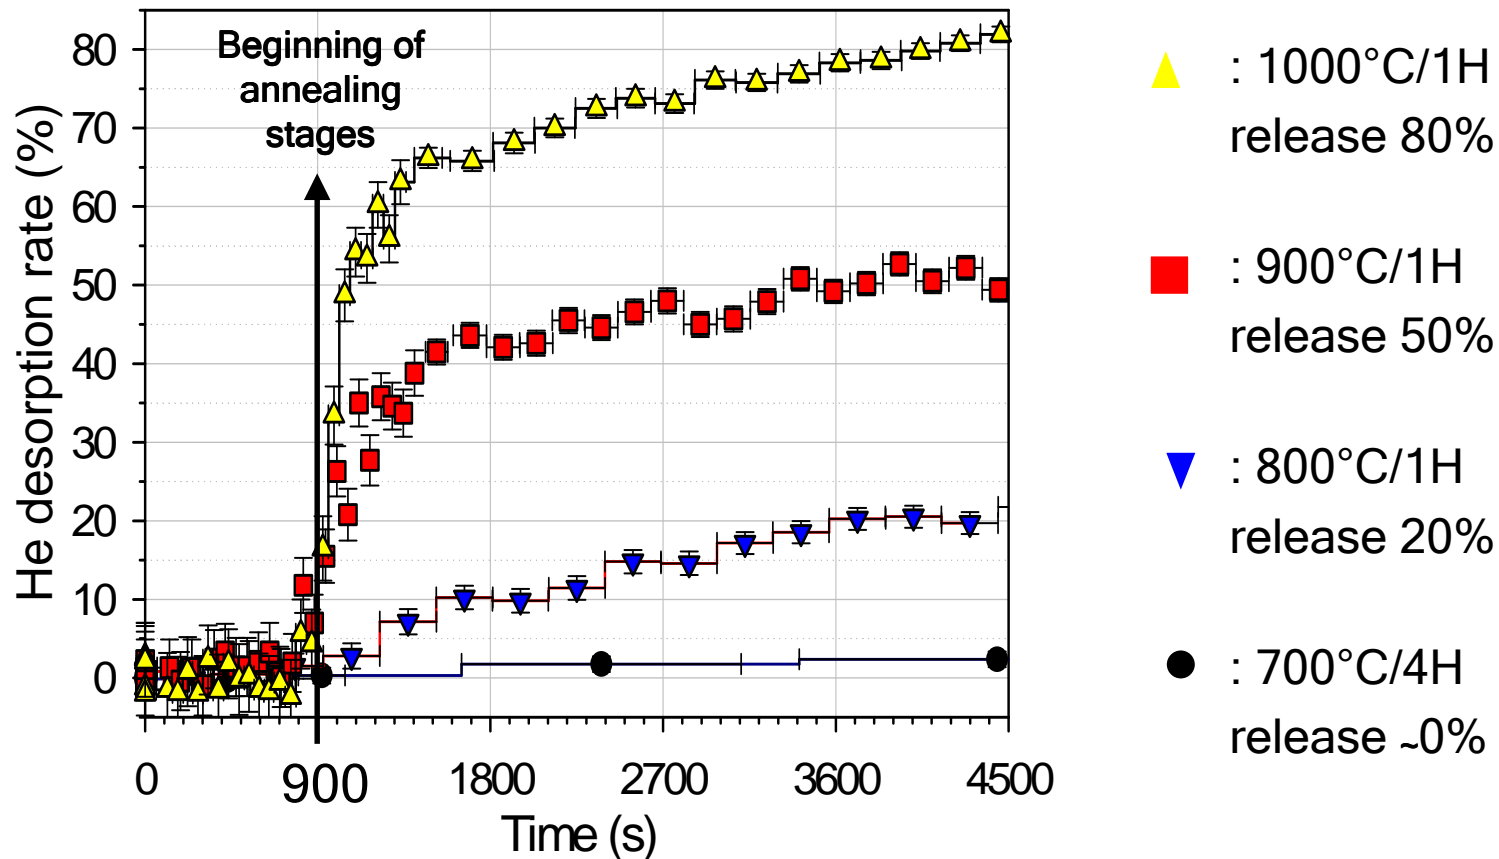 Beginning of
annealing
stages
He desorption rate (%)
80
70
60
50
40
30
20
10
0
0
900
1800
2700
3600
4500
Time (s)
: 1000°C/1H
release 80%
: 900°C/1H
release 50%
: 800°C/1H
release 20%
: 700°C/4H
release ~0%